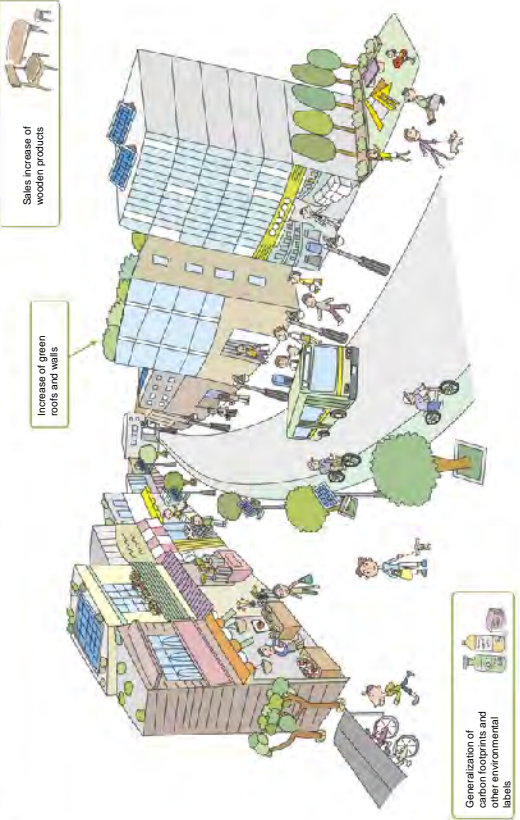 Sales increase of
wooden products
Increase of green
roofs and walls
Generalization of
carbon footprints and
other environmental
labels